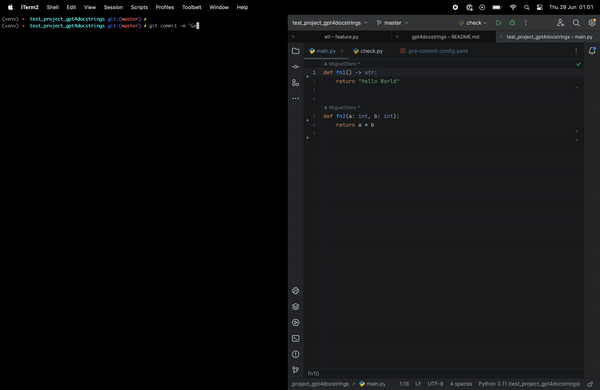 iTerm2 Shell Edit View Session Scripts Profiles Toolbelt Window Help Thu 29 Jun 01:01
(venv) → test_project_gpt4docstrings git:(master) ✗
(venv) → test_project_gpt4docstrings git:(master) ✗ git commit -m "Ge
test_project_gpt4docstrings master check
etl – feature.py gpt4docstrings – README.md test_project_gpt4docstrings – main.py
main.py check.py .pre-commit-config.yaml
MiguelOtero *
1 def fn1() -> str:
2 return "Hello World"
3
4
MiguelOtero *
5 def fn2(a: int, b: int):
6 return a * b
7
fn1()
project_gpt4docstrings > main.py 1:18 LF UTF-8 4 spaces Python 3.11 (test_project_gpt4docstrings)